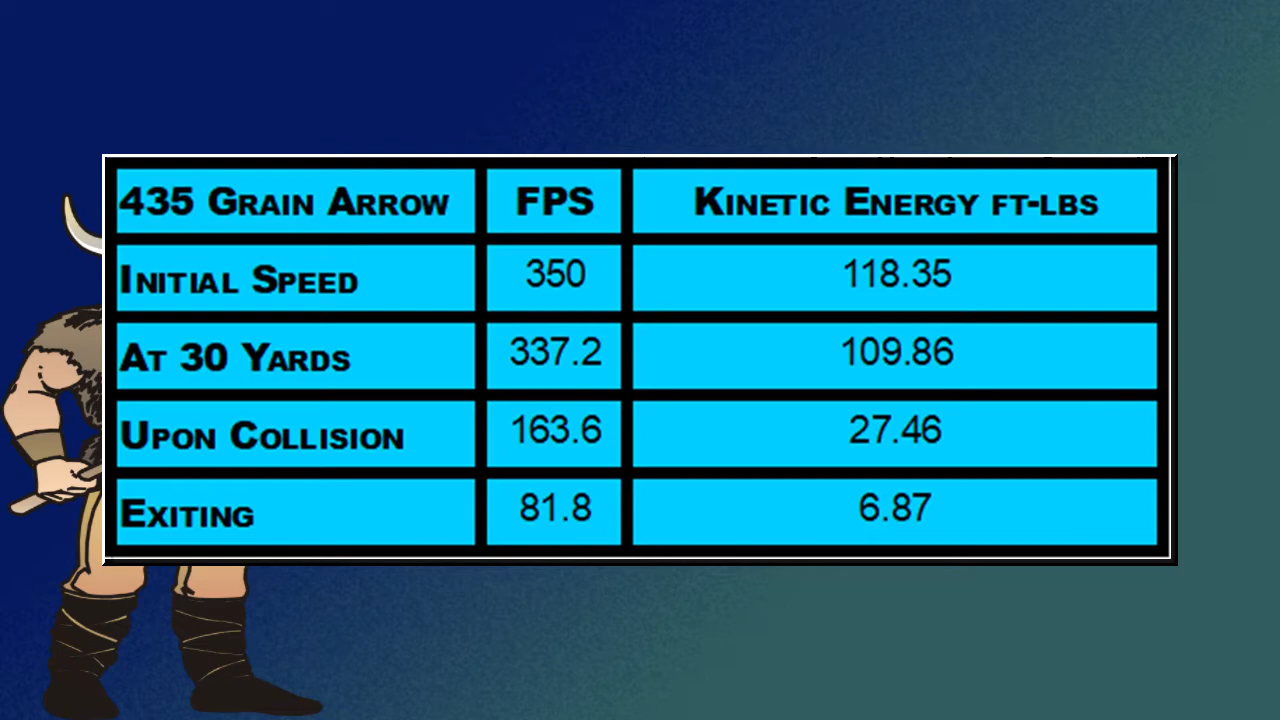 435 Grain Arrow FPS Kinetic Energy ft-lbs
Initial Speed 350 118.35
At 30 Yards 337.2 109.86
Upon Collision 163.6 27.46
Exiting 81.8 6.87